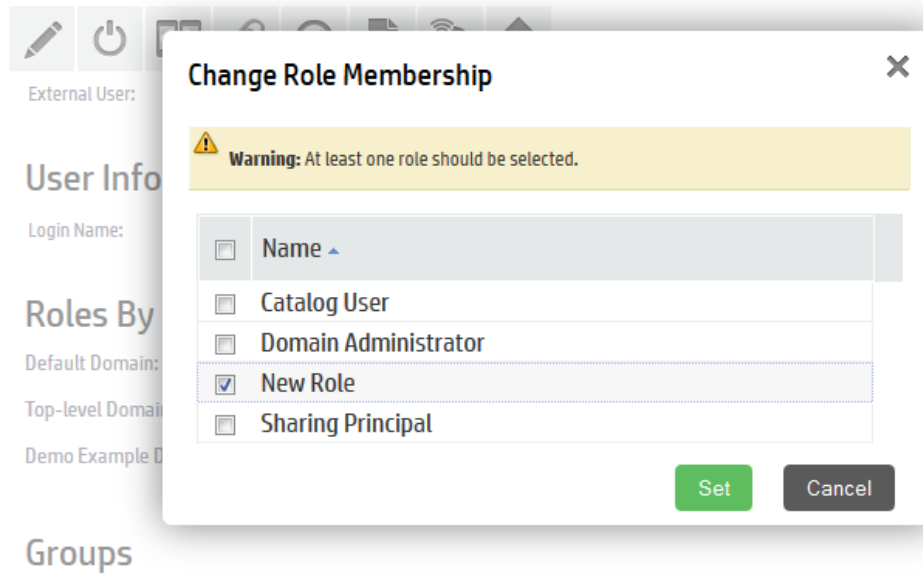 Change Role Membership
External User:
Warning: At least one role should be selected.
User Info
Login Name:
Name
Catalog User
Roles By
Domain Administrator
Default Domain:
New Role
Top-level Domai
Sharing Principal
Demo Example D
Set Cancel
Groups